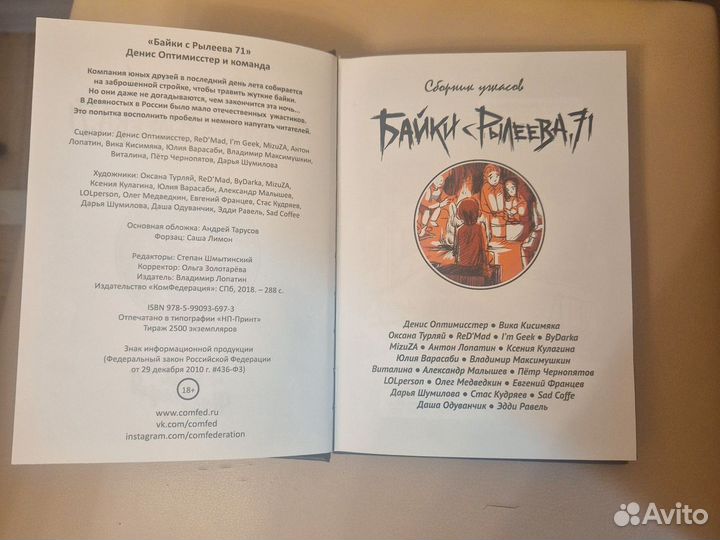 «Байки с Рылеева 71»
Денис Оптимисстер и команда
Компания юных друзей в последний день лета собирается
на заброшенной стройке, чтобы травить жуткие байки.
Но они даже не догадываются, чем закончится эта ночь...
В Девяностых в России было мало отечественных ужастиков.
Это попытка восполнить пробелы и немного напугать читателей.
Сценарии: Денис Оптимисстер, ReD'Mad, I'm Geek, MizuZA, Антон
Лопатин, Вика Кисимяка, Юлия Варасаби, Владимир Максимушкин,
Виталина, Пётр Чернопятов, Дарья Шумилова
Художники: Оксана Турляй, ReD'Mad, ByDarka, MizuZA,
Ксения Кулагина, Юлия Варасаби, Александр Малышев,
LOLperson, Олег Медведкин, Евгений Францев, Стас Кудряев,
Дарья Шумилова, Даша Одуванчик, Эдди Равель, Sad Coffee
Основная обложка: Андрей Тарусов
Форзац: Саша Лимон
Редакторы: Степан Шмытинский
Корректор: Ольга Золотарёва
Издатель: Владимир Лопатин
Издательство «КомФедерация»: СПб, 2018. – 288 с.
ISBN 978-5-99093-697-3
Отпечатано в типографии «НП-Принт»
Тираж 2500 экземпляров
Знак информационной продукции
(Федеральный закон Российской Федерации
от 29 декабря 2010 г. #436-ФЗ)
18+
www.comfed.ru
vk.com/comfed
instagram.com/comfederation
Сборник ужасов
Байки с Рылеева, 71
Денис Оптимисстер • Вика Кисимяка
Оксана Турляй • ReD'Mad • I'm Geek • ByDarka
MizuZA • Антон Лопатин • Ксения Кулагина
Юлия Варасаби • Владимир Максимушкин
Виталина • Александр Малышев • Пётр Чернопятов
LOLperson • Олег Медведкин • Евгений Францев
Дарья Шумилова • Стас Кудряев • Sad Coffe
Даша Одуванчик • Эдди Равель
Avito